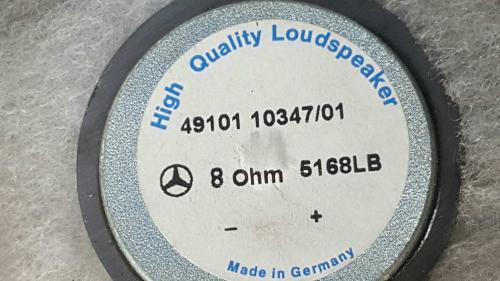 High Quality Loudspeaker
49101 10347/01
8 Ohm 5168LB
- +
Made in Germany